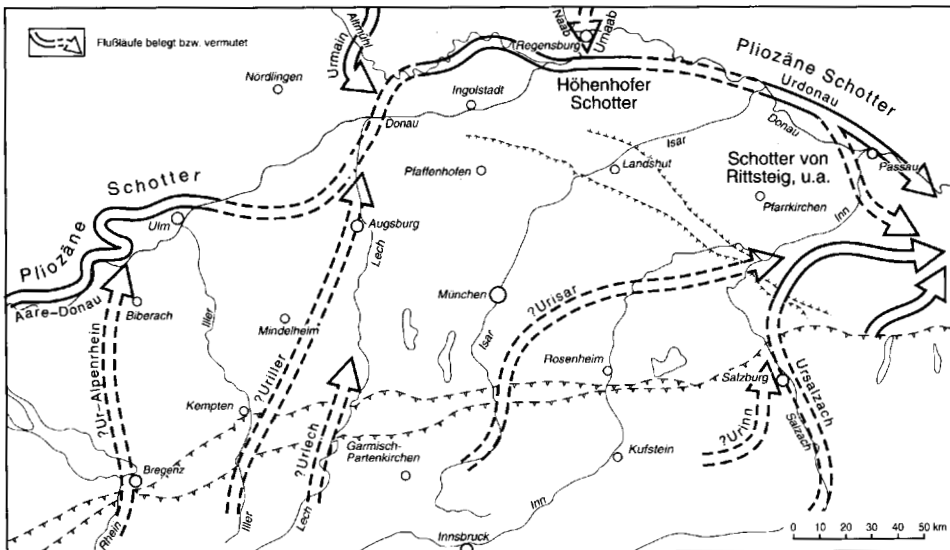 Flußläufe belegt bzw. vermutet
Urmain
Altmühl
Naab
Urnaab
Regensburg
Nördlingen
Ingolstadt
Höhenhofer
Schotter
Pliozäne Schotter
Urdonau
Donau
Donau
Isar
Passau
Pfaffenhofen
Landshut
Schotter von
Rittsteig, u.a.
Pfarrkirchen
Inn
Pliozäne
Schotter
Ulm
Augsburg
Lech
Aare-Donau
Biberach
Iller
Mindelheim
München
Isar
?Urisar
?Ur-Alpenrhein
?Uriller
Rosenheim
Salzburg
Ursalzach
Salzach
Kempten
?Urlech
Garmisch-
Partenkirchen
?Urinn
Kufstein
Bregenz
Rhein
Iller
Lech
Inn
Innsbruck
0 10 20 30 40 50 km